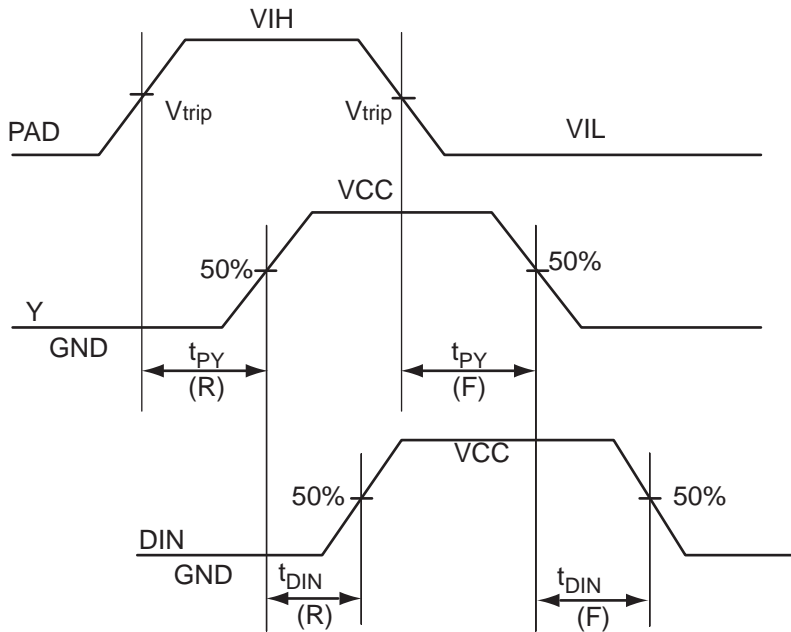 VIH
Vtrip
Vtrip
PAD
VIL
VCC
50%
50%
Y
GND
tPY
(R)
tPY
(F)
VCC
50%
50%
DIN
GND
tDIN
(R)
tDIN
(F)